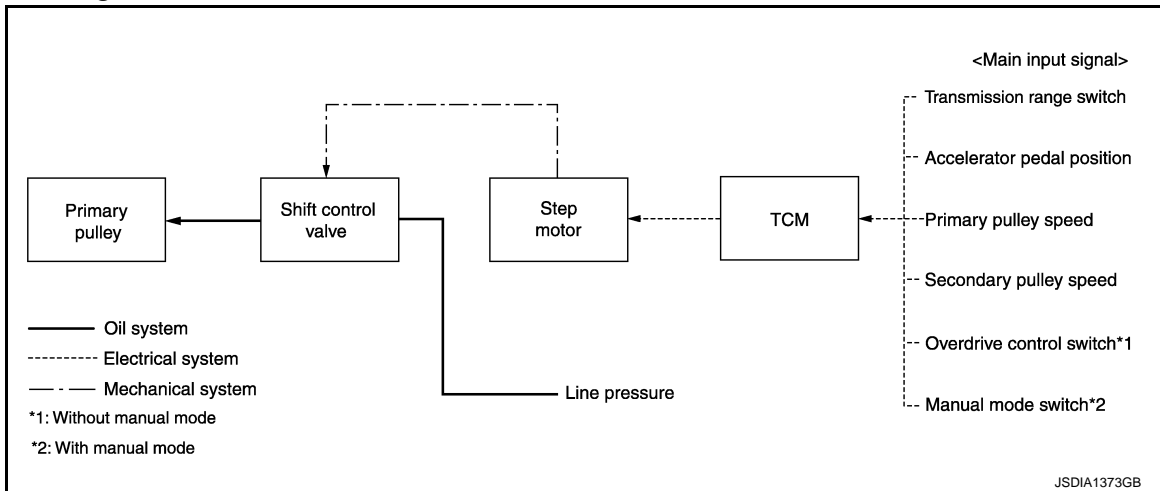 <Main input signal>
Transmission range switch
Accelerator pedal position
Primary
pulley
Shift control
valve
Step
motor
TCM
Primary pulley speed
Secondary pulley speed
Oil system
Overdrive control switch*1
Electrical system
Mechanical system
Line pressure
Manual mode switch*2
*1: Without manual mode
*2: With manual mode
JSDIA1373GB